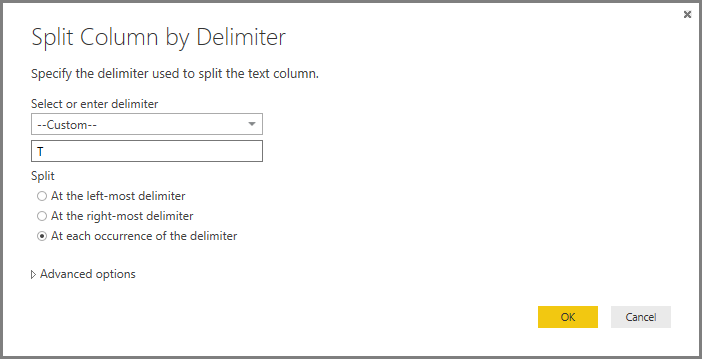 Split Column by Delimiter
Specify the delimiter used to split the text column.
Select or enter delimiter
--Custom--
T
Split
At the left-most delimiter
At the right-most delimiter
At each occurrence of the delimiter
Advanced options
OK Cancel